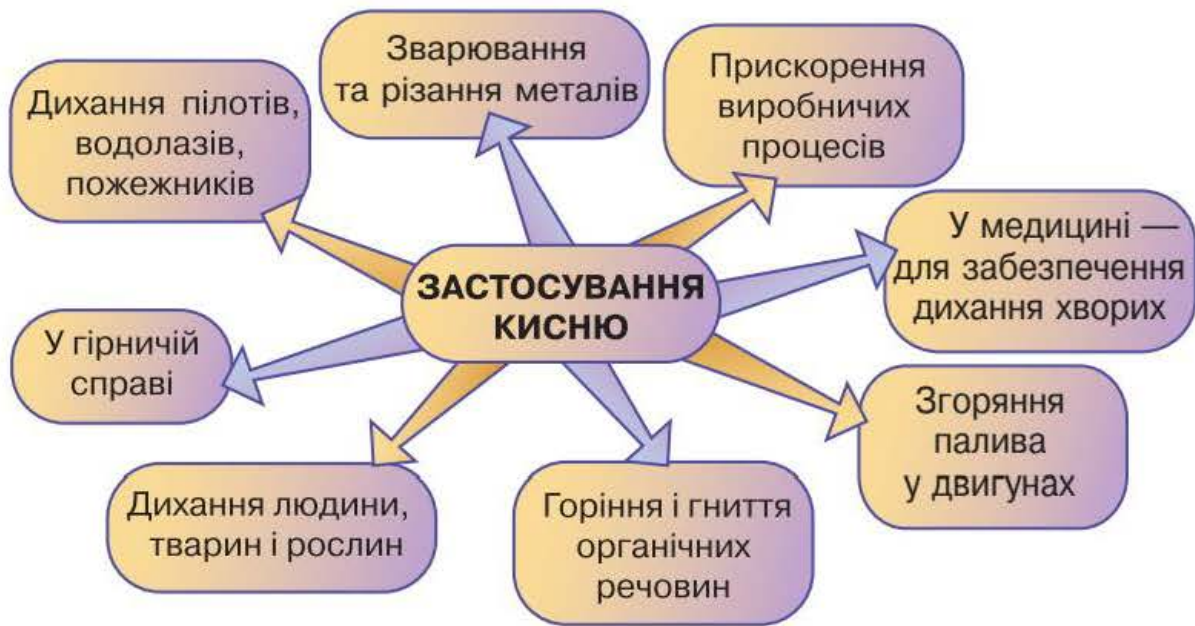 Зварювання
та різання металів
Прискорення
виробничих
процесів
Дихання пілотів,
водолазів,
пожежників
У медицині —
для забезпечення
дихання хворих
ЗАСТОСУВАННЯ
КИСНЮ
У гірничій
справі
Згоряння
палива
у двигунах
Дихання людини,
тварин і рослин
Горіння і гниття
органічних
речовин